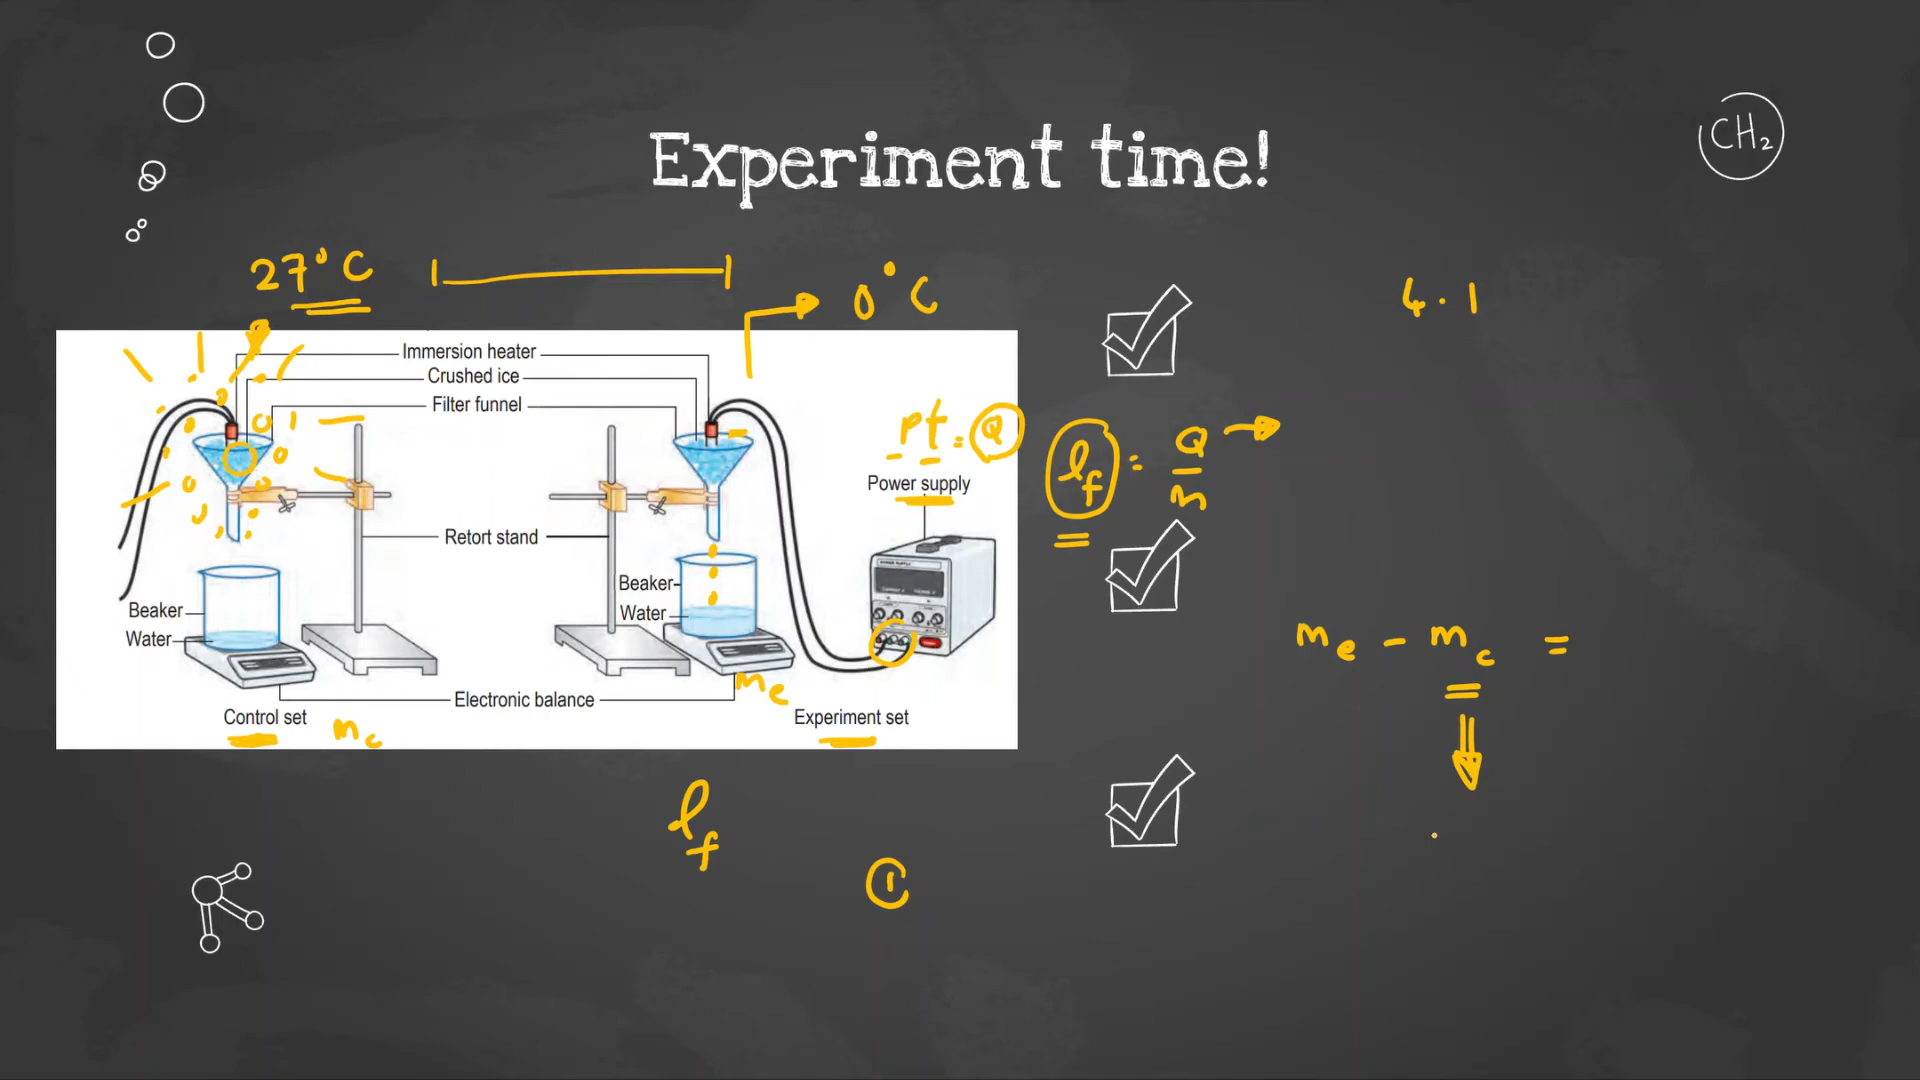 CH₂
Experiment time!
27°C
0°C
4.1
Immersion heater
Crushed ice
Filter funnel
Pt = Q
Power supply
lf = Q/m
Retort stand
Beaker
Water
Beaker
Water
me - mc =
Electronic balance
me
Control set
mc
Experiment set
lf
1